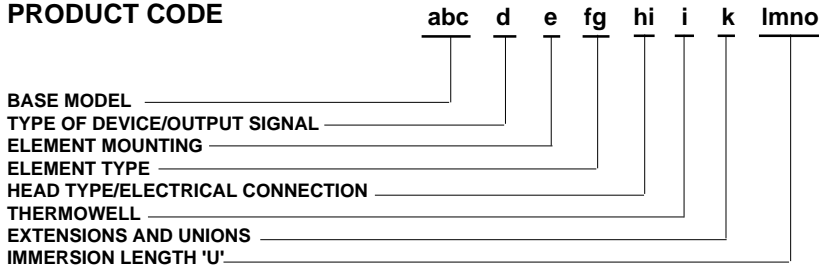 PRODUCT CODE abc d e fg hi i k lmno
BASE MODEL
TYPE OF DEVICE/OUTPUT SIGNAL
ELEMENT MOUNTING
ELEMENT TYPE
HEAD TYPE/ELECTRICAL CONNECTION
THERMOWELL
EXTENSIONS AND UNIONS
IMMERSION LENGTH 'U'